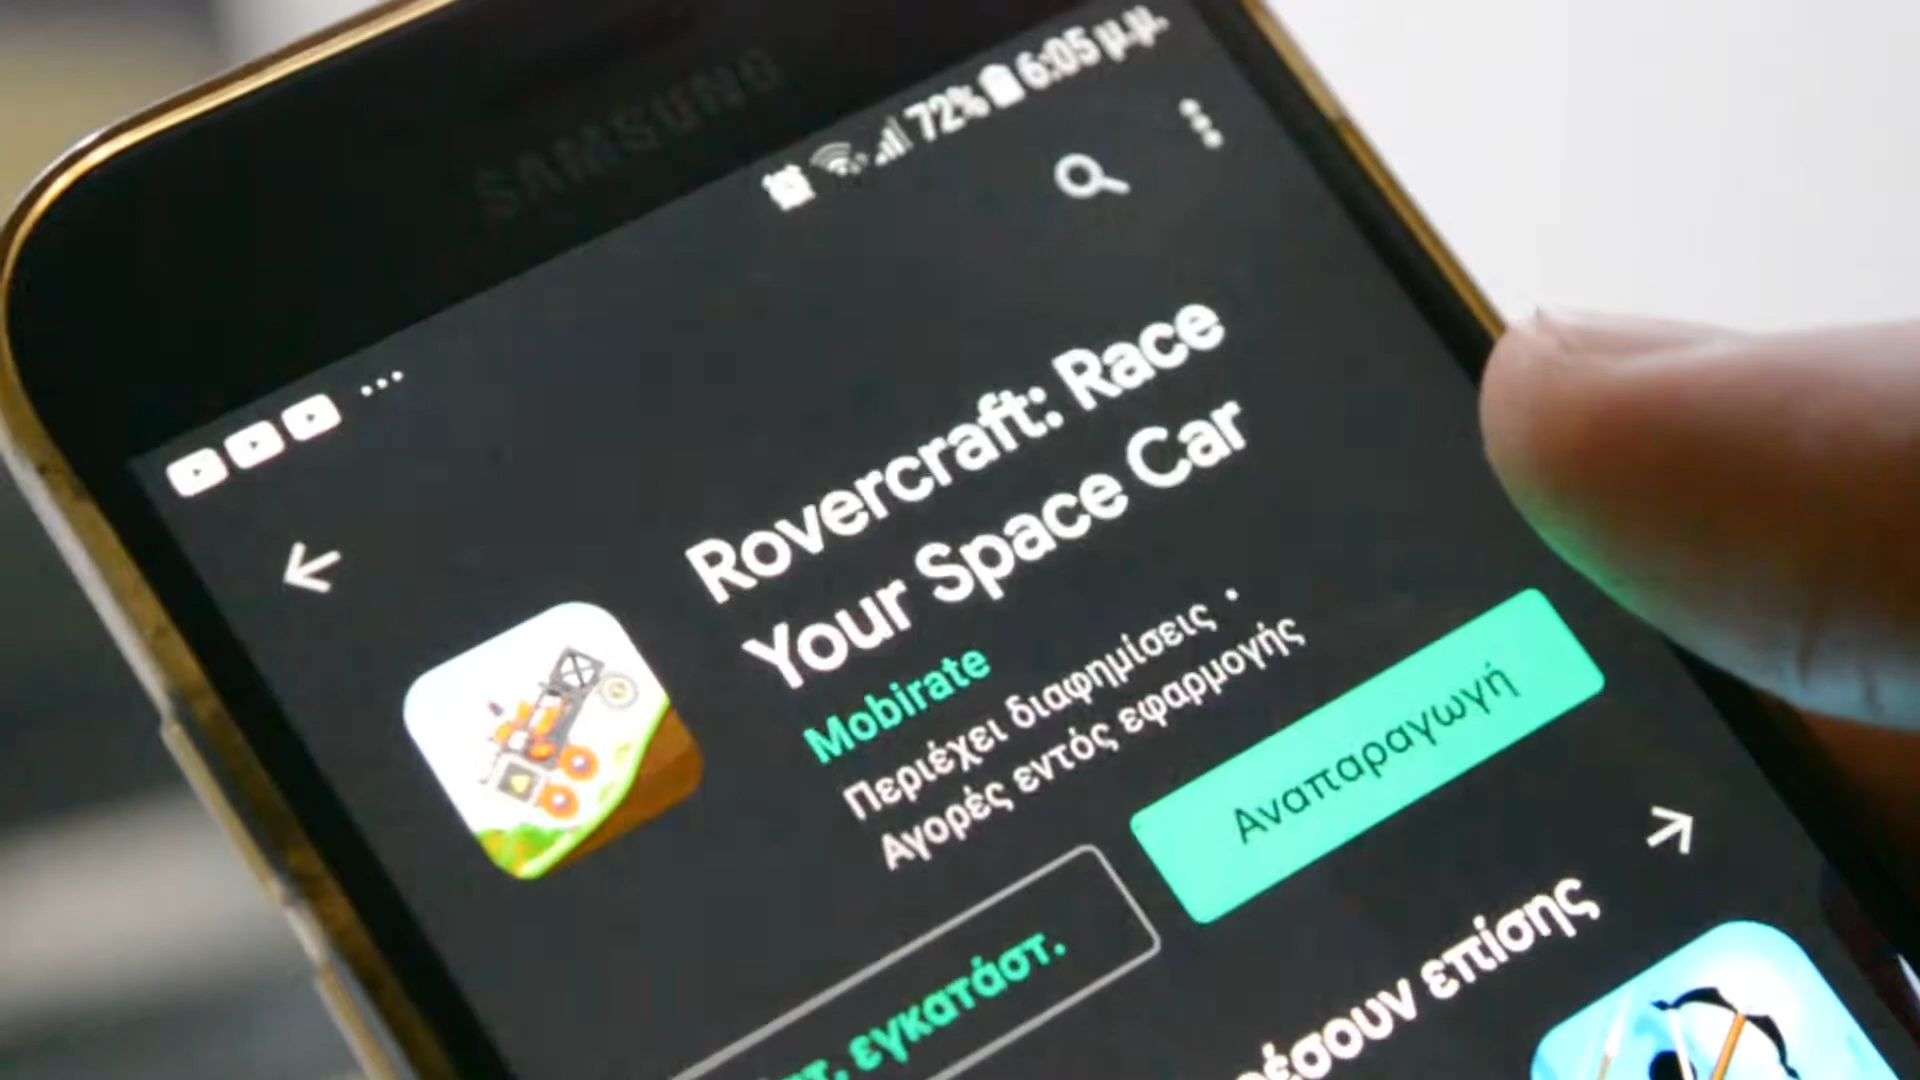 SAMSUNG
72% 6:05 μ.μ.
Rovercraft: Race
Your Space Car
Mobirate
Περιέχει διαφημίσεις •
Αγορές εντός εφαρμογής
Αναπαραγωγή
εγκατάστ.
επίσης